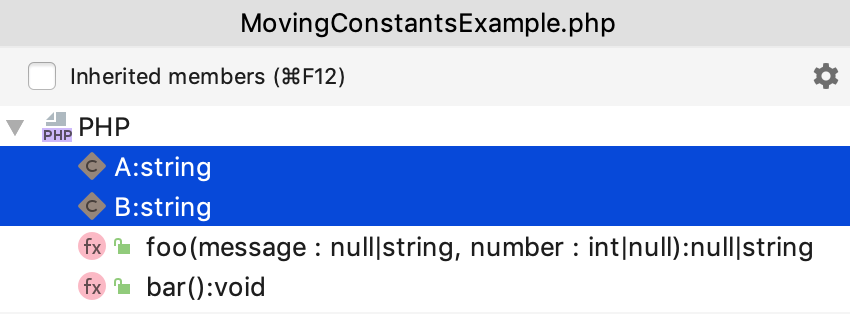 MovingConstantsExample.php
Inherited members (⌘F12)
PHP PHP
C A:string
C B:string
fx foo(message : null|string, number : int|null):null|string
fx bar():void